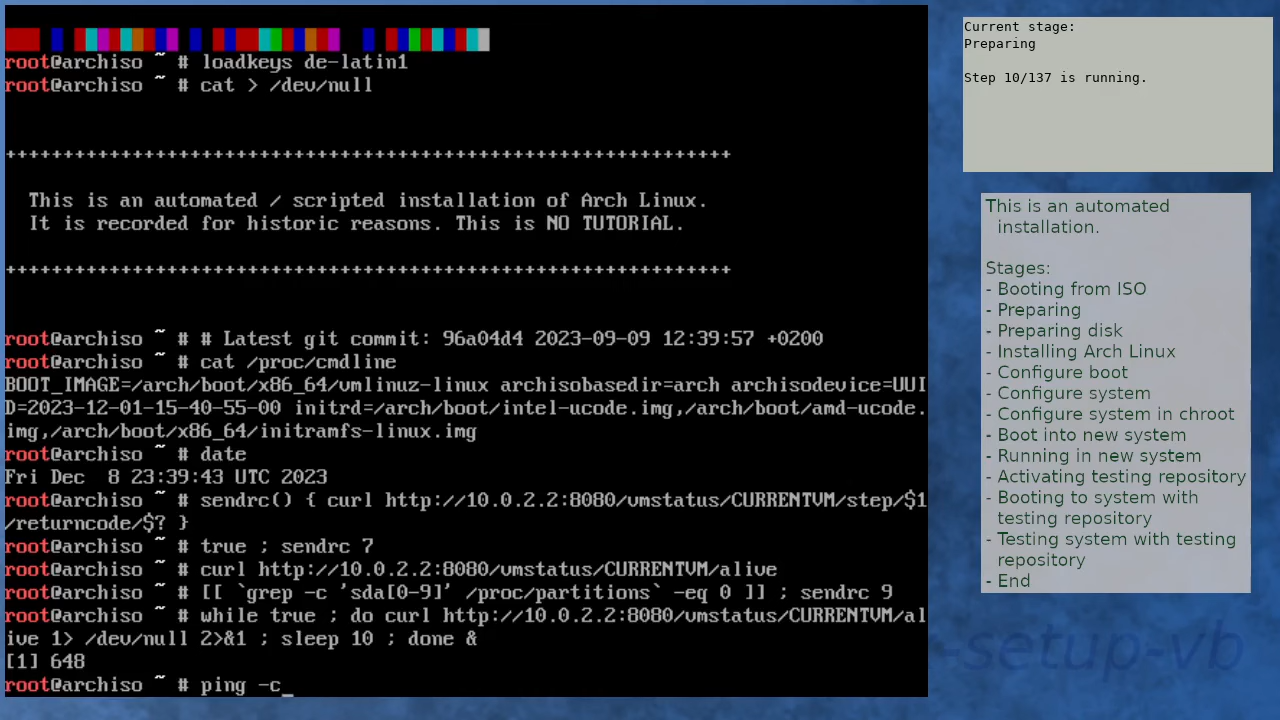 root@archiso ~ # loadkeys de-latin1
root@archiso ~ # cat > /dev/null
+++++++++++++++++++++++++++++++++++++++++++++++++++++++++++++++
This is an automated / scripted installation of Arch Linux.
It is recorded for historic reasons. This is NO TUTORIAL.
+++++++++++++++++++++++++++++++++++++++++++++++++++++++++++++++
root@archiso ~ # # Latest git commit: 96a04d4 2023-09-09 12:39:57 +0200
root@archiso ~ # cat /proc/cmdline
BOOT_IMAGE=/arch/boot/x86_64/vmlinuz-linux archisobasedir=arch archisodevice=UUI
D=2023-12-01-15-40-55-00 initrd=/arch/boot/intel-ucode.img,/arch/boot/amd-ucode.
img,/arch/boot/x86_64/initramfs-linux.img
root@archiso ~ # date
Fri Dec  8 23:39:43 UTC 2023
root@archiso ~ # sendrc() { curl http://10.0.2.2:8080/vmstatus/CURRENTVM/step/$1
/returncode/$? }
root@archiso ~ # true ; sendrc 7
root@archiso ~ # curl http://10.0.2.2:8080/vmstatus/CURRENTVM/alive
root@archiso ~ # [[ `grep -c 'sda[0-9]' /proc/partitions` -eq 0 ]] ; sendrc 9
root@archiso ~ # while true ; do curl http://10.0.2.2:8080/vmstatus/CURRENTVM/al
ive 1> /dev/null 2>&1 ; sleep 10 ; done &
[1] 648
root@archiso ~ # ping -c_
Current stage:
Preparing
Step 10/137 is running.
This is an automated
installation.
Stages:
- Booting from ISO
- Preparing
- Preparing disk
- Installing Arch Linux
- Configure boot
- Configure system
- Configure system in chroot
- Boot into new system
- Running in new system
- Activating testing repository
- Booting to system with
testing repository
- Testing system with testing
repository
- End
-setup-vb